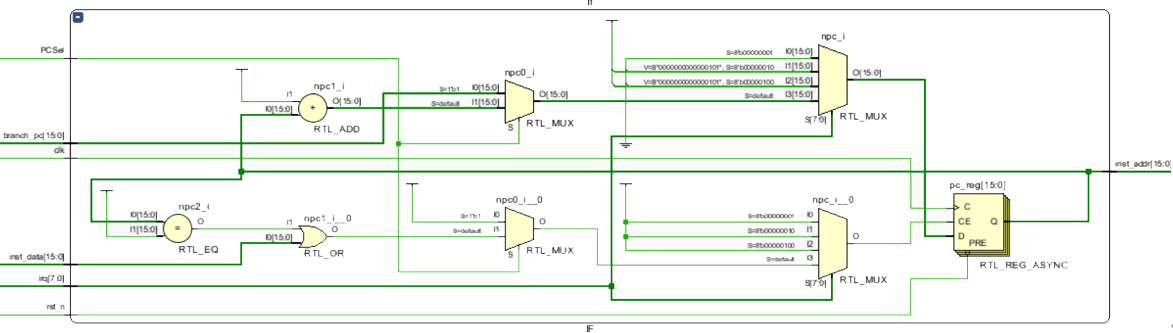 If
PCSel
npc_i
S=8'b00000001 I0[15:0]
V=B"0000000000000101", S=8'b00000010 I1[15:0]
V=B"0000000000000101", S=8'b00000100 I2[15:0]
S=default I3[15:0]
O[15:0]
S[7:0]
RTL_MUX
npc0_i
S=1'b1 I0[15:0]
S=default I1[15:0]
O[15:0]
S
RTL_MUX
npc1_i
I1
I0[15:0]
+
O[15:0]
RTL_ADD
branch_pc[15:0]
clk
inst_addr[15:0]
pc_reg[15:0]
C
CE
D
Q
PRE
RTL_REG_ASYNC
npc2_i
I0[15:0]
I1[15:0]
=
O
RTL_EQ
npc1_i__0
I1
I0[15:0]
O
RTL_OR
npc0_i__0
S=1'b1 I0
S=default I1
O
S
RTL_MUX
npc_i__0
S=8'b00000001 I0
S=8'b00000010 I1
S=8'b00000100 I2
S=default I3
O
S[7:0]
RTL_MUX
inst_data[15:0]
irq[7:0]
rst_n
IF